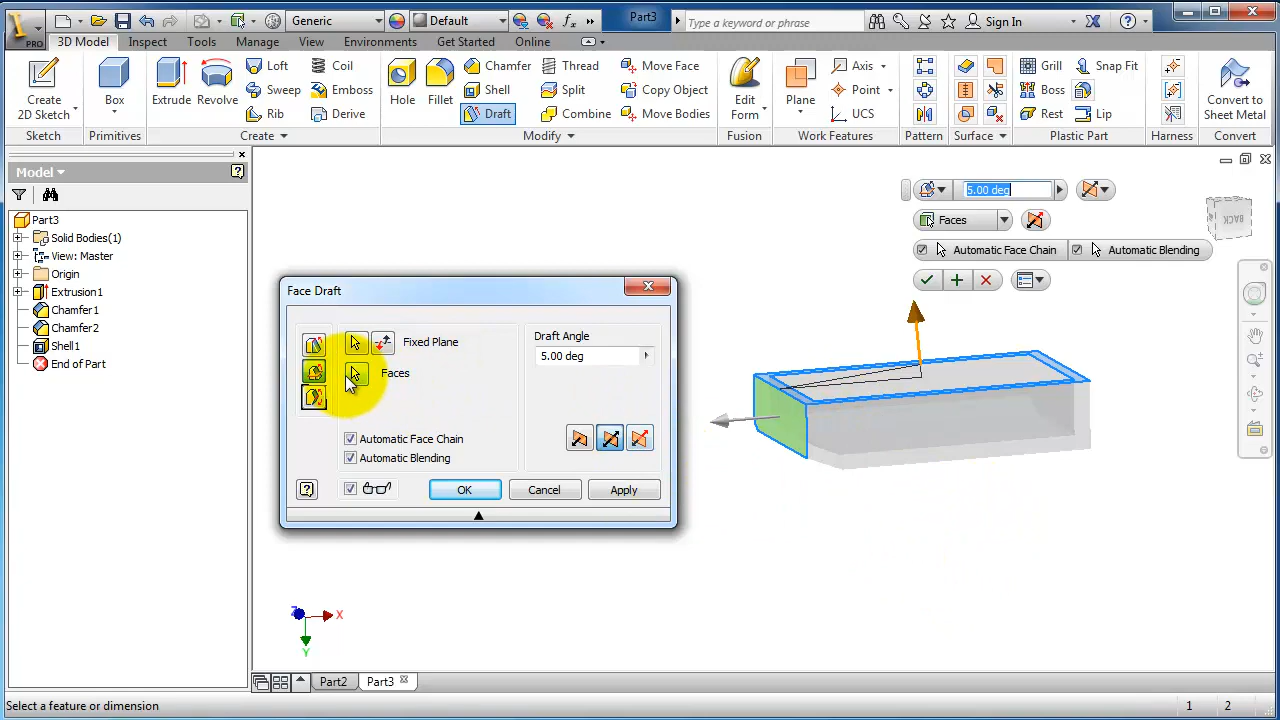 Generic
Default
Part3
Type a keyword or phrase
Sign In
PRO
3D Model
Inspect
Tools
Manage
View
Environments
Get Started
Online
Create
2D Sketch
Box
Extrude
Revolve
Loft
Sweep
Rib
Coil
Emboss
Derive
Hole
Fillet
Chamfer
Shell
Draft
Thread
Split
Combine
Move Face
Copy Object
Move Bodies
Edit
Form
Plane
Axis
Point
UCS
Grill
Boss
Rest
Snap Fit
Lip
Convert to
Sheet Metal
Sketch
Primitives
Create
Modify
Fusion
Work Features
Pattern
Surface
Plastic Part
Harness
Convert
Model
Part3
Solid Bodies(1)
View: Master
Origin
Extrusion1
Chamfer1
Chamfer2
Shell1
End of Part
5.00 deg
Faces
Automatic Face Chain
Automatic Blending
BACK
Face Draft
Fixed Plane
Faces
Draft Angle
5.00 deg
Automatic Face Chain
Automatic Blending
OK
Cancel
Apply
Z
X
Y
Part2
Part3
Select a feature or dimension
1
2